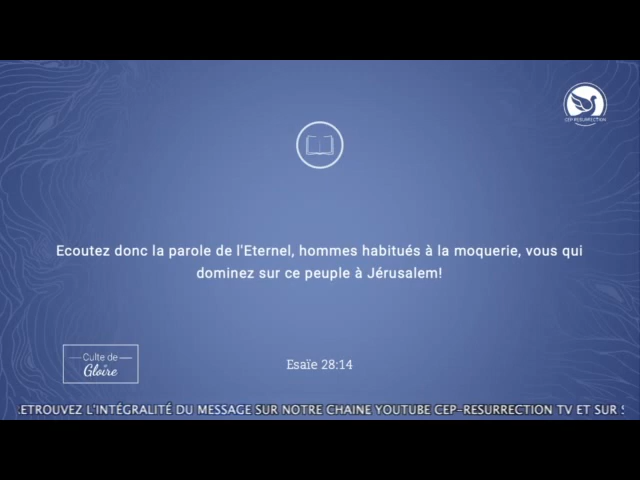 CEP-RESURRECTION
Ecoutez donc la parole de l'Eternel, hommes habitués à la moquerie, vous qui
dominez sur ce peuple à Jérusalem!
Culte de
Gloire
Esaïe 28:14
ETROUVEZ L'INTÉGRALITÉ DU MESSAGE SUR NOTRE CHAINE YOUTUBE CEP-RESURRECTION TV ET SUR